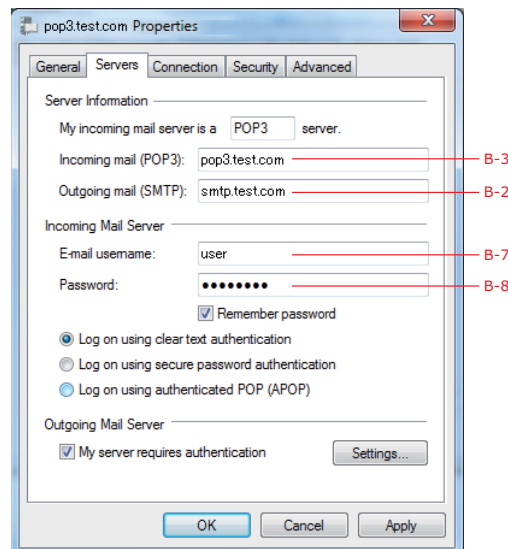 pop3.test.com Properties
General Servers Connection Security Advanced
Server Information
My incoming mail server is a POP3 server.
Incoming mail (POP3): pop3.test.com B-3
Outgoing mail (SMTP): smtp.test.com B-2
Incoming Mail Server
E-mail username: user B-7
Password: ●●●●●●●● B-8
Remember password
Log on using clear text authentication
Log on using secure password authentication
Log on using authenticated POP (APOP)
Outgoing Mail Server
My server requires authentication Settings...
OK Cancel Apply